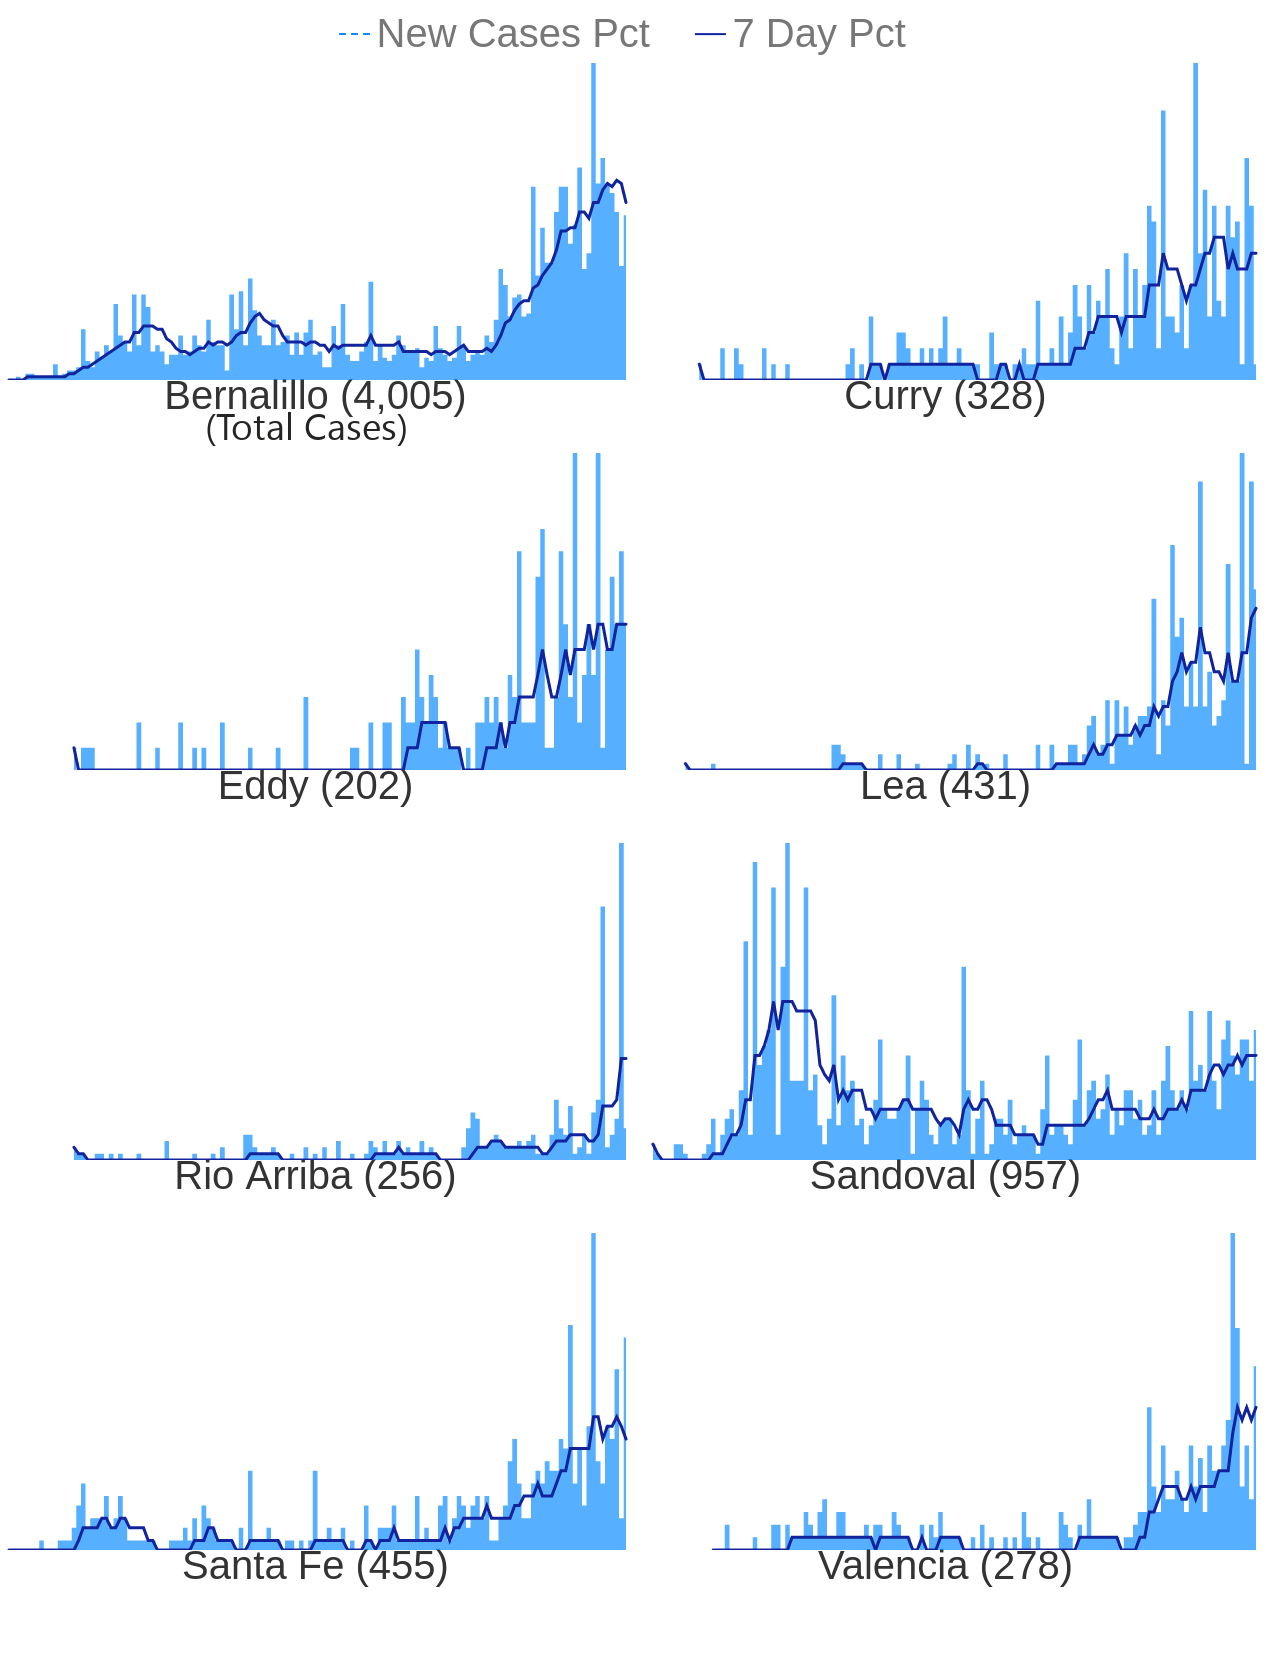 New Cases Pct 7 Day Pct
Bernalillo (4,005)
(Total Cases)
Curry (328)
Eddy (202)
Lea (431)
Rio Arriba (256)
Sandoval (957)
Santa Fe (455)
Valencia (278)